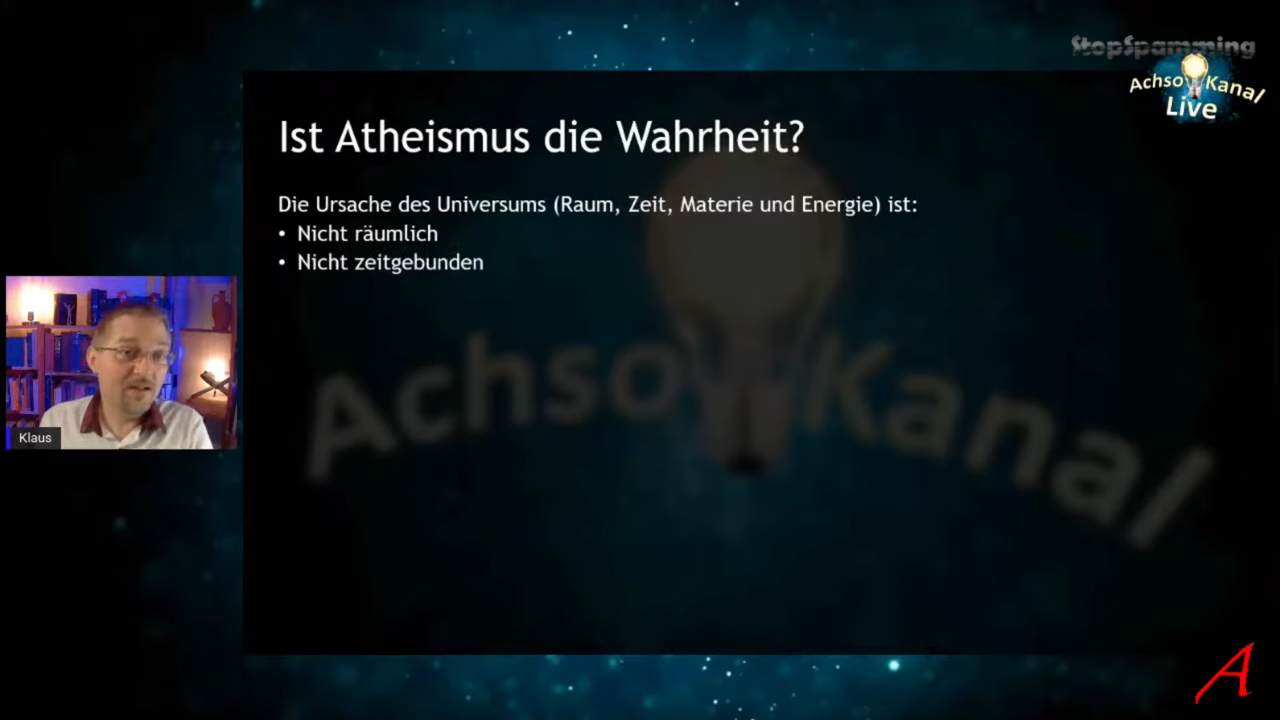 StopSpamming
Achso Kanal
Live
Ist Atheismus die Wahrheit?
Die Ursache des Universums (Raum, Zeit, Materie und Energie) ist:
• Nicht räumlich
• Nicht zeitgebunden
Achso Kanal
Klaus
A